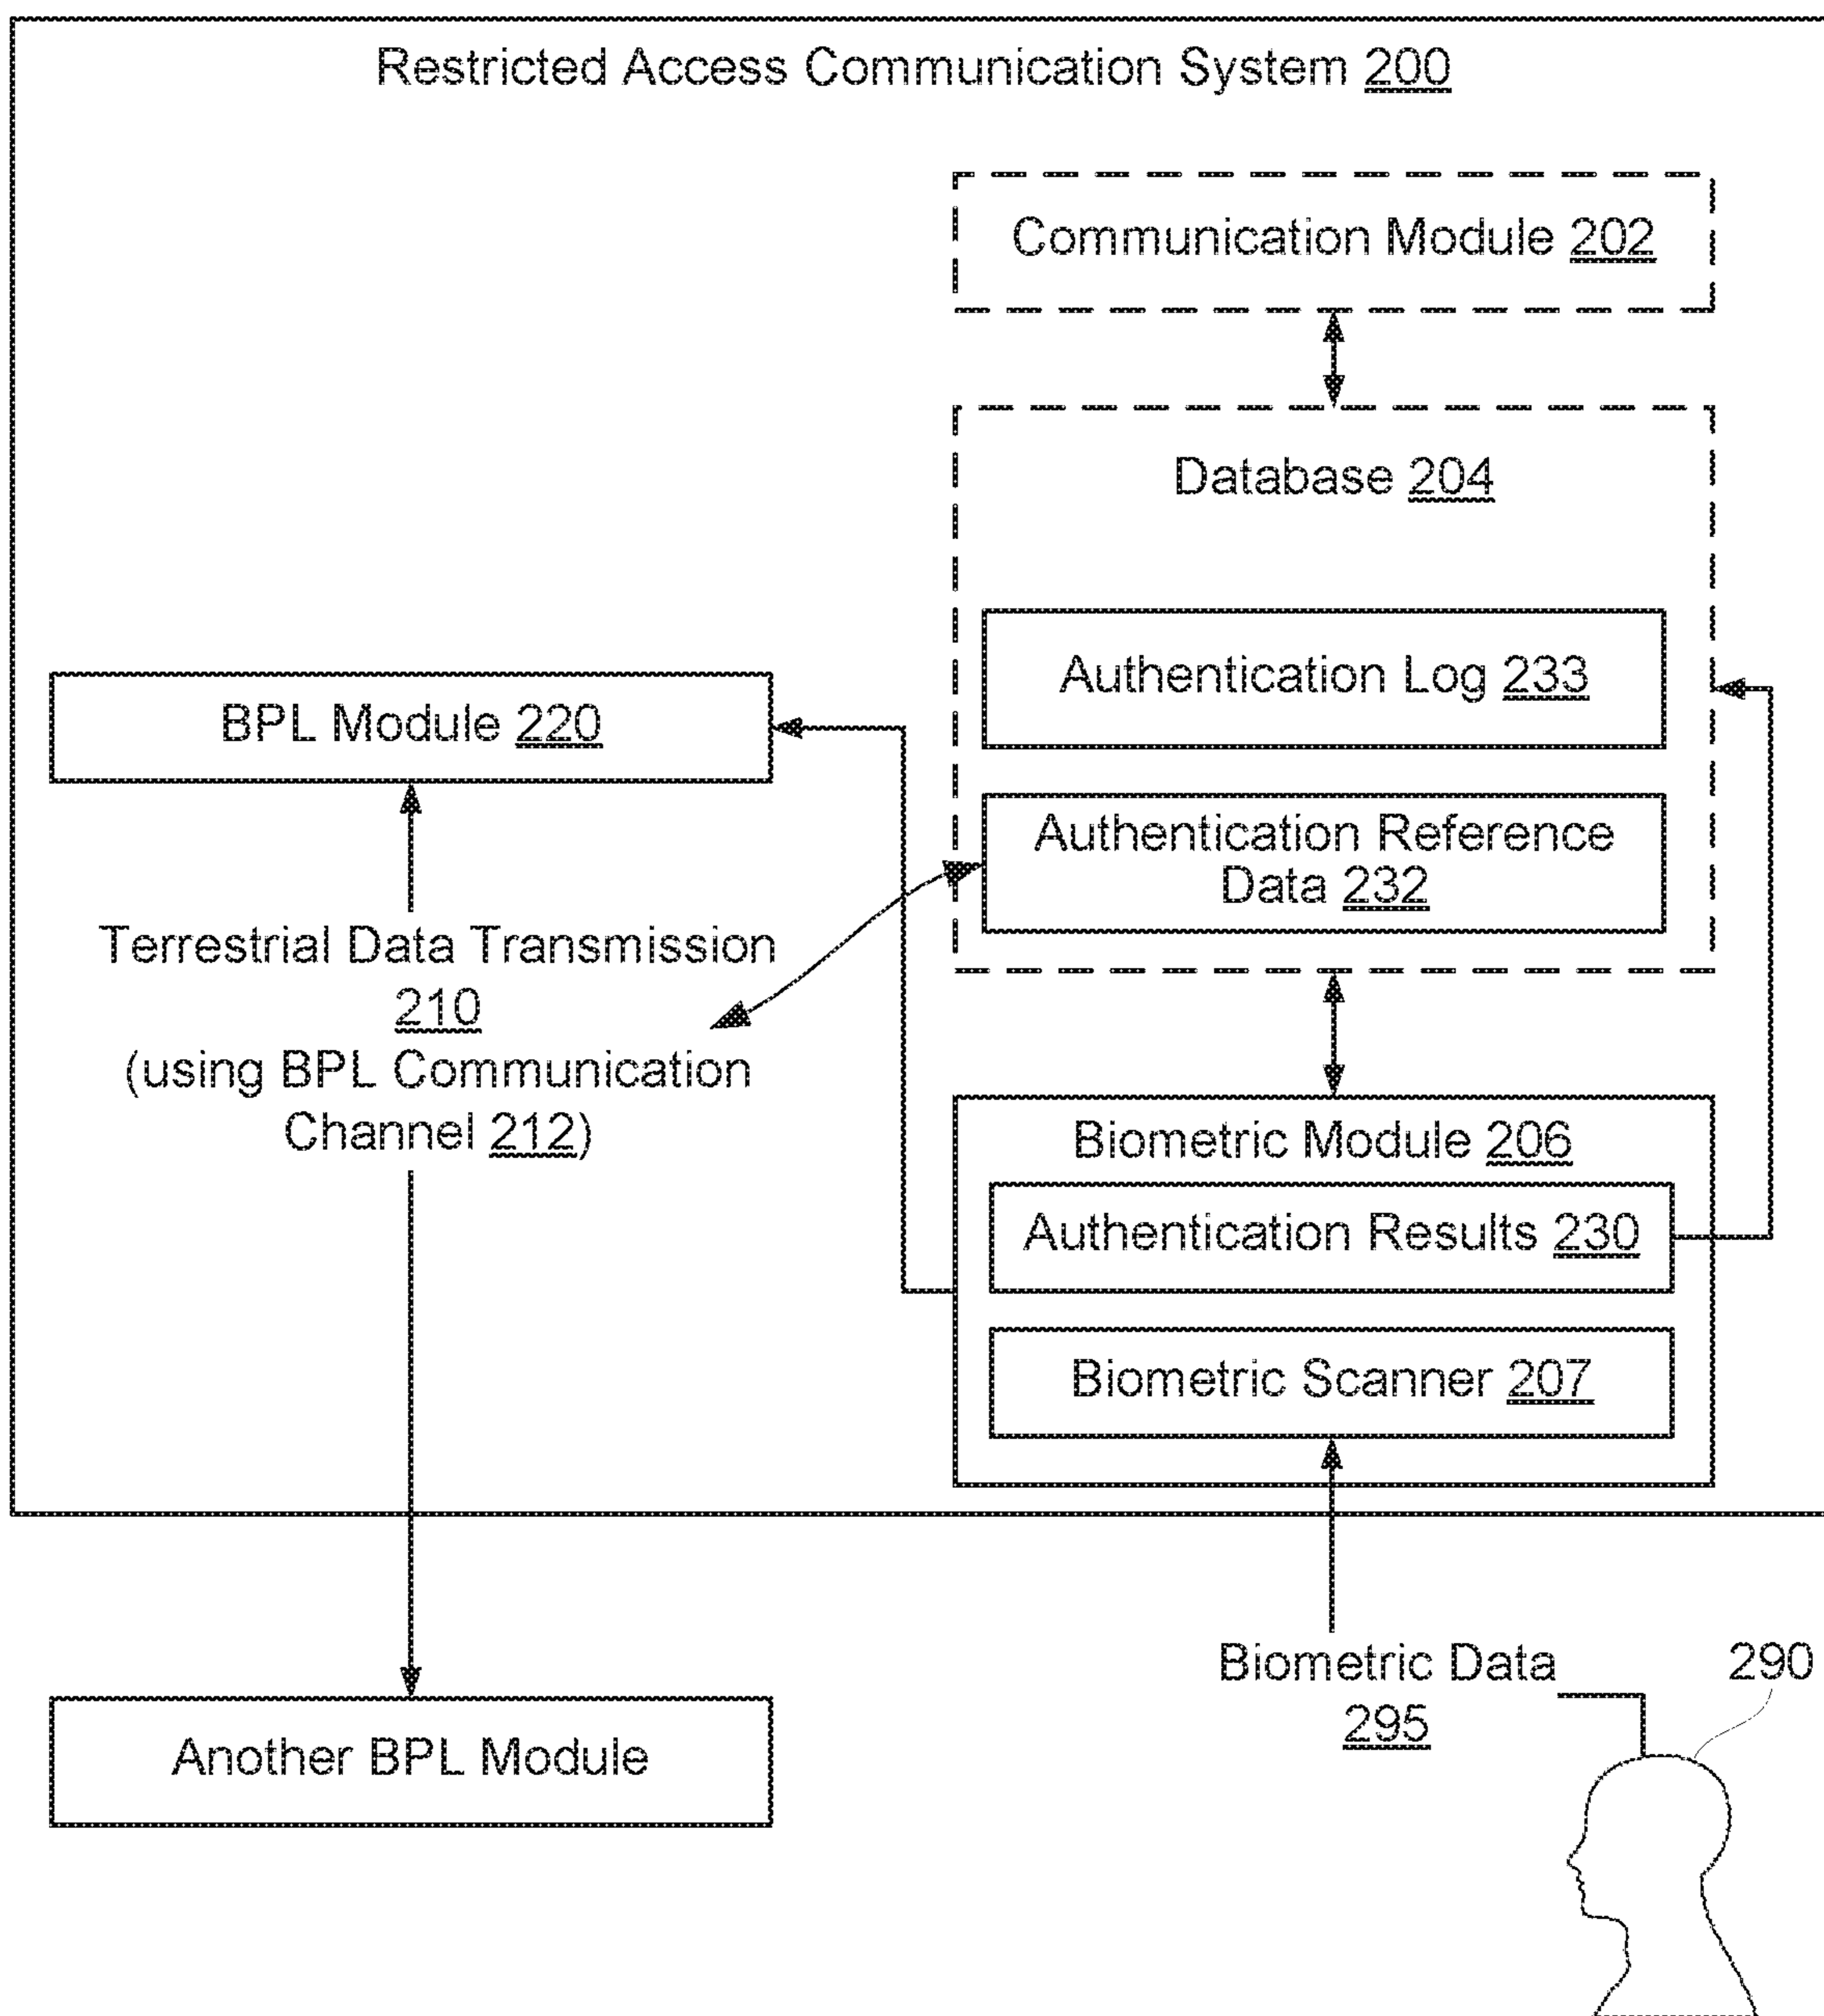 Restricted Access Communication System 200
Communication Module 202
Database 204
Authentication Log 233
BPL Module 220
Authentication Reference
Data 232
Terrestrial Data Transmission
210
(using BPL Communication
Channel 212)
Biometric Module 206
Authentication Results 230
Biometric Scanner 207
Biometric Data
295
290
Another BPL Module